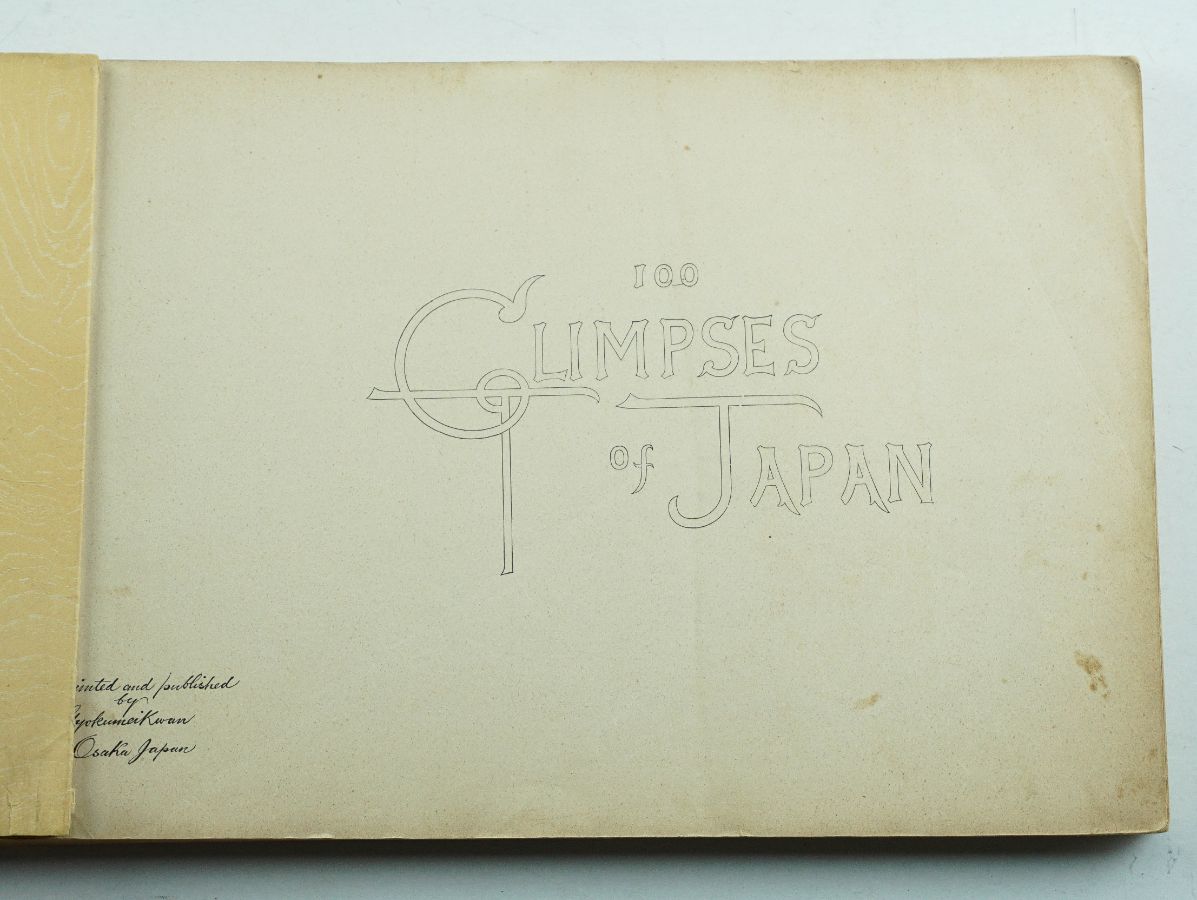 100
GLIMPSES
of JAPAN
inted and published
by
yokumeiKwan
Osaka Japan